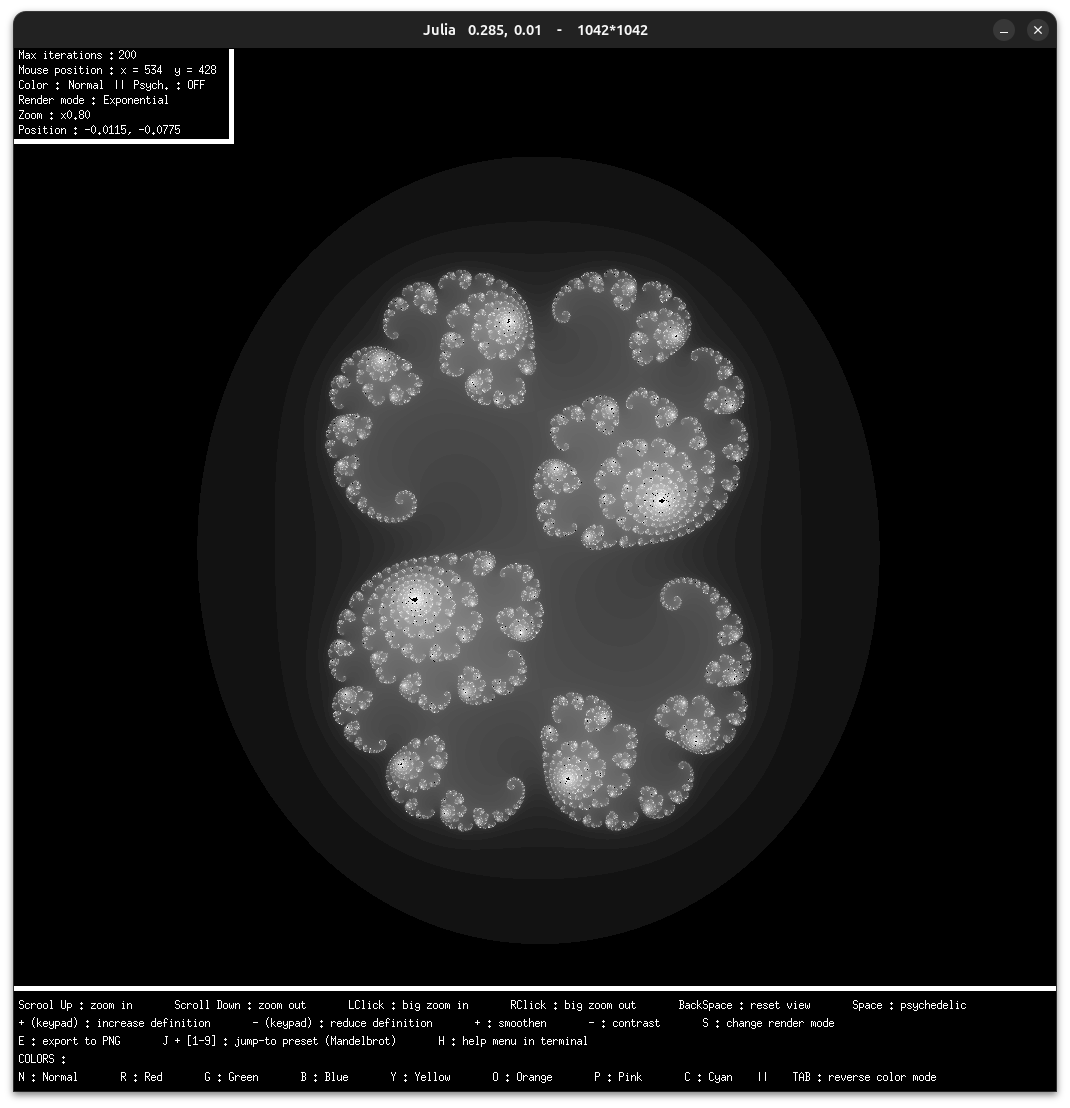 Julia 0.285, 0.01 - 1042*1042
Max iterations : 200
Mouse position : x = 534 y = 428
Color : Normal || Psych. : OFF
Render mode : Exponential
Zoom : x0.80
Position : -0.0115, -0.0775
Scrool Up : zoom in Scroll Down : zoom out LClick : big zoom in RClick : big zoom out BackSpace : reset view Space : psychedelic
+ (keypad) : increase definition - (keypad) : reduce definition + : smoothen - : contrast S : change render mode
E : export to PNG J + [1-9] : jump-to preset (Mandelbrot) H : help menu in terminal
COLORS :
N : Normal R : Red G : Green B : Blue Y : Yellow O : Orange P : Pink C : Cyan || TAB : reverse color mode